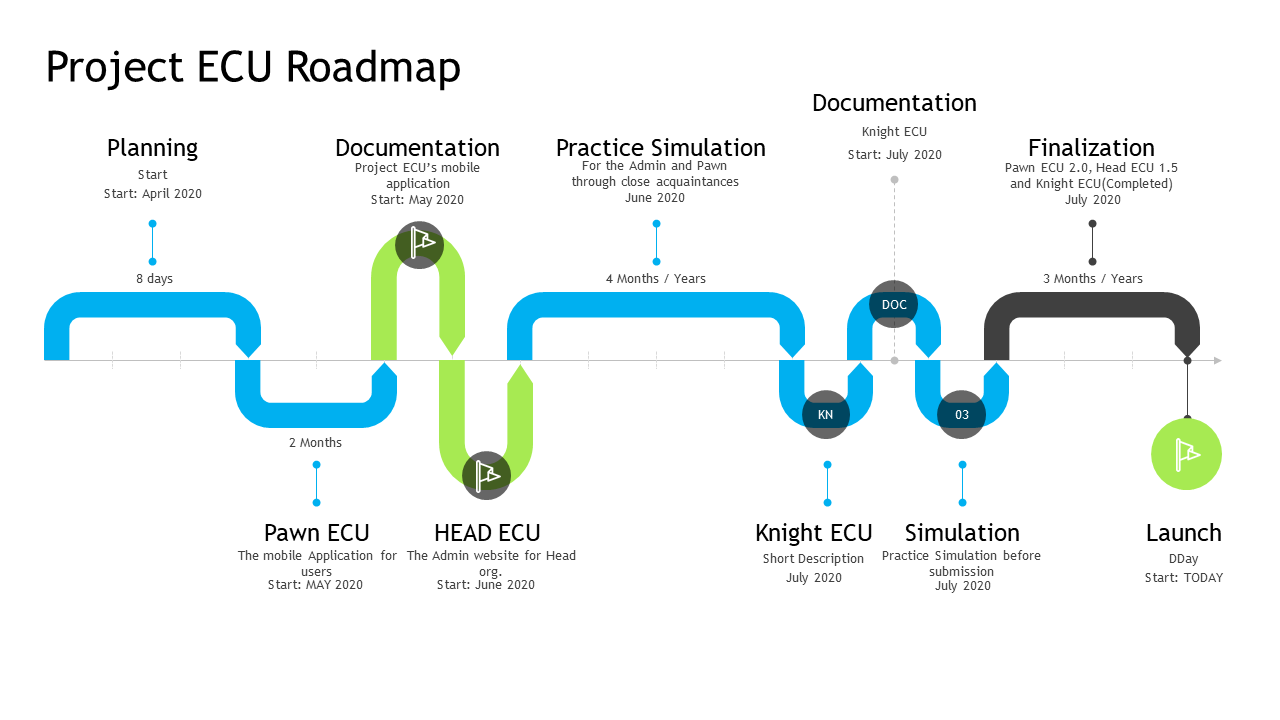 Project ECU Roadmap
Planning
Start
Start: April 2020
8 days
2 Months
Pawn ECU
The mobile Application for
users
Start: MAY 2020
Documentation
Project ECU's mobile
application
Start: May 2020
HEAD ECU
The Admin website for Head
org.
Start: June 2020
Practice Simulation
For the Admin and Pawn
through close acquaintances
June 2020
4 Months / Years
KN
Knight ECU
Short Description
July 2020
Documentation
Knight ECU
Start: July 2020
DOC
03
Simulation
Practice Simulation before
submission
July 2020
Finalization
Pawn ECU 2.0, Head ECU 1.5
and Knight ECU(Completed)
July 2020
3 Months / Years
Launch
DDay
Start: TODAY